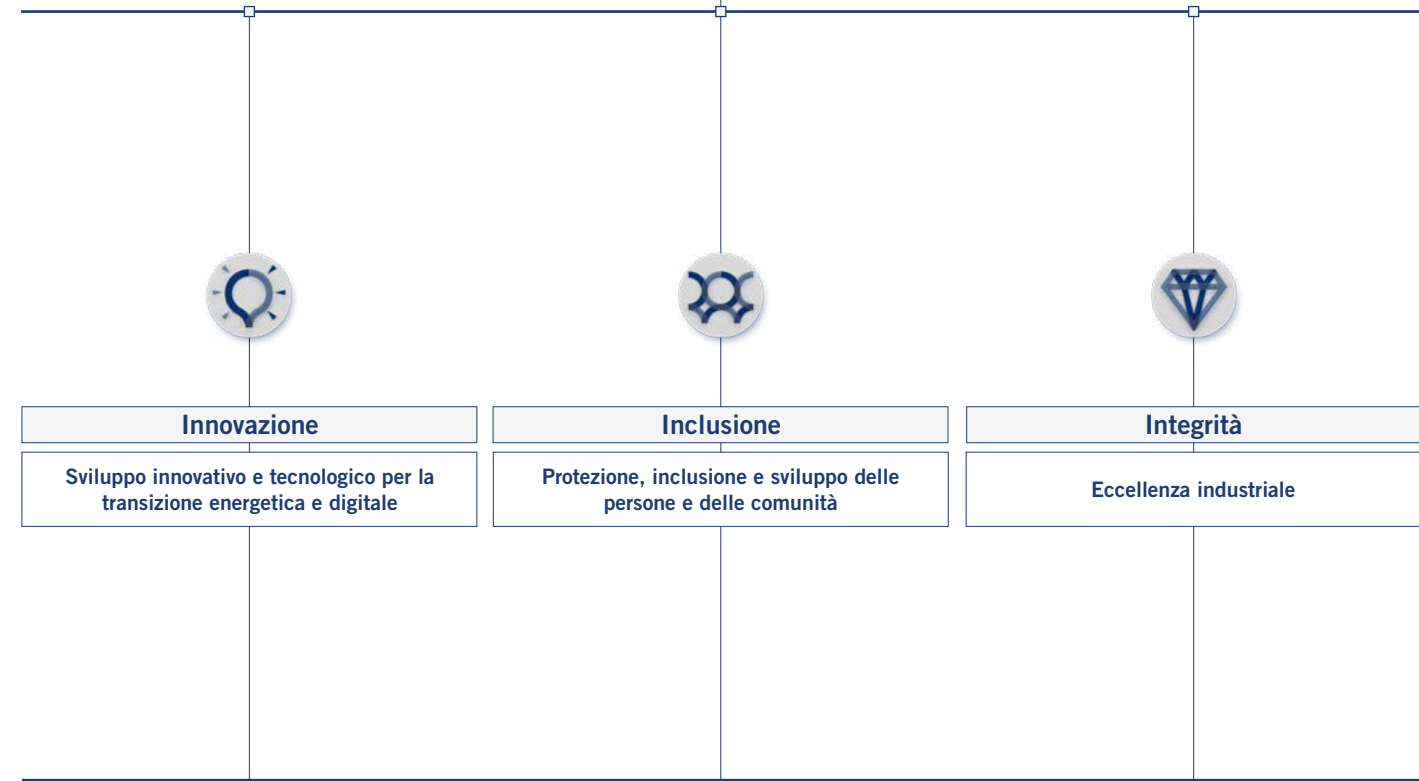 Innovazione
Sviluppo innovativo e tecnologico per la
transizione energetica e digitale
Inclusione
Protezione, inclusione e sviluppo delle
persone e delle comunità
Integrità
Eccellenza industriale